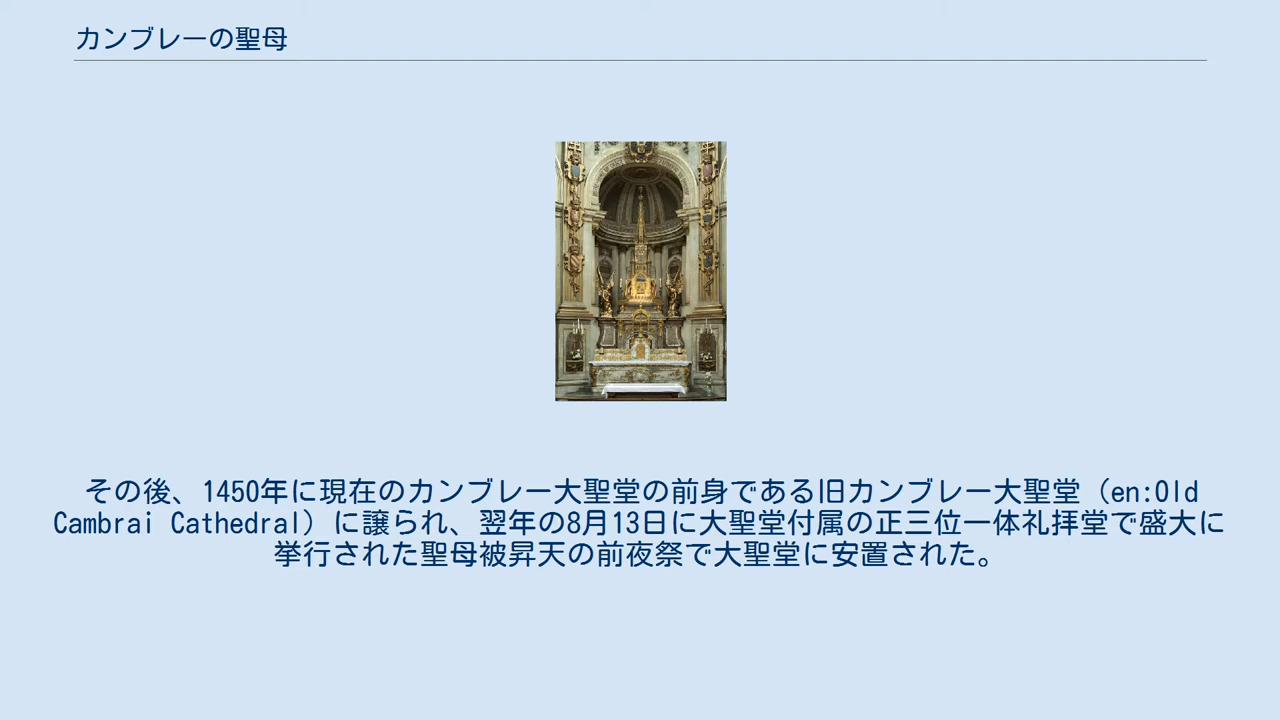 カンブレーの聖母
その後、1450年に現在のカンブレー大聖堂の前身である旧カンブレー大聖堂（en:Old
Cambrai Cathedral）に譲られ、翌年の8月13日に大聖堂付属の正三位一体礼拝堂で盛大に
挙行された聖母被昇天の前夜祭で大聖堂に安置された。